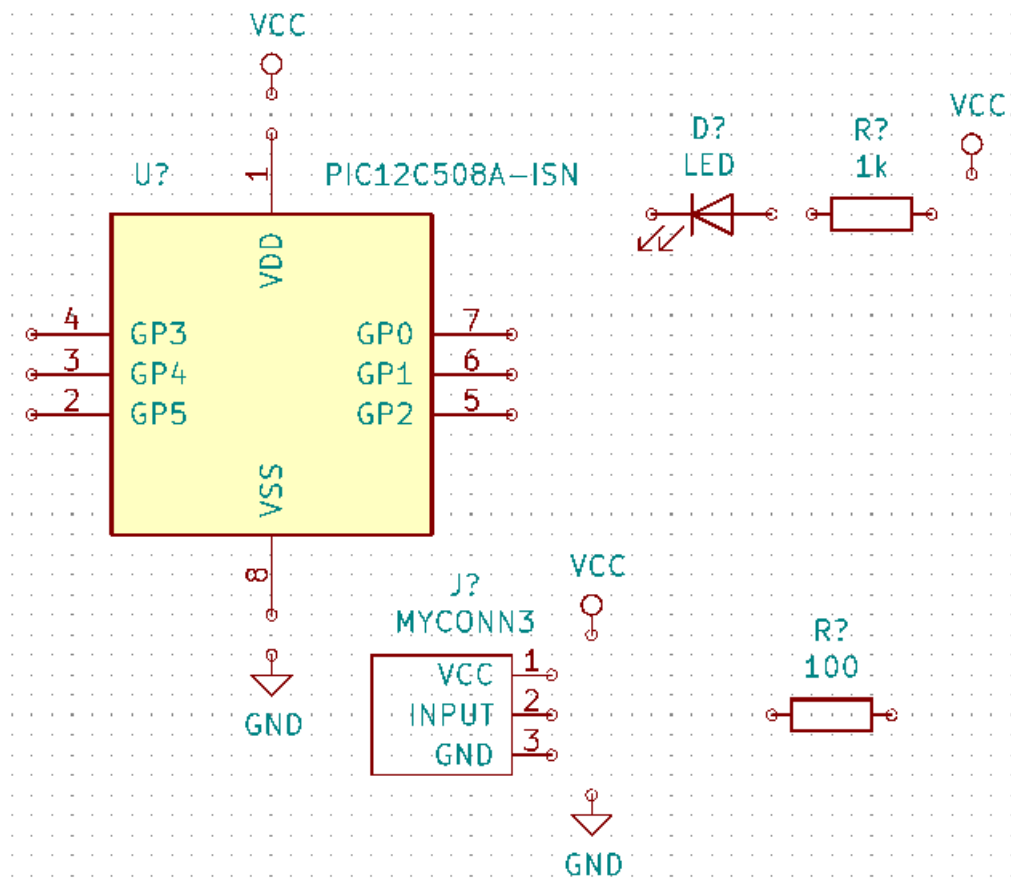 VCC
U?
PIC12C508A-ISN
1
VDD
4
GP3
3
GP4
2
GP5
GP0
7
GP1
6
GP2
5
VSS
8
GND
D?
LED
R?
1k
VCC
J?
MYCONN3
VCC
1
INPUT
2
GND
3
VCC
GND
R?
100